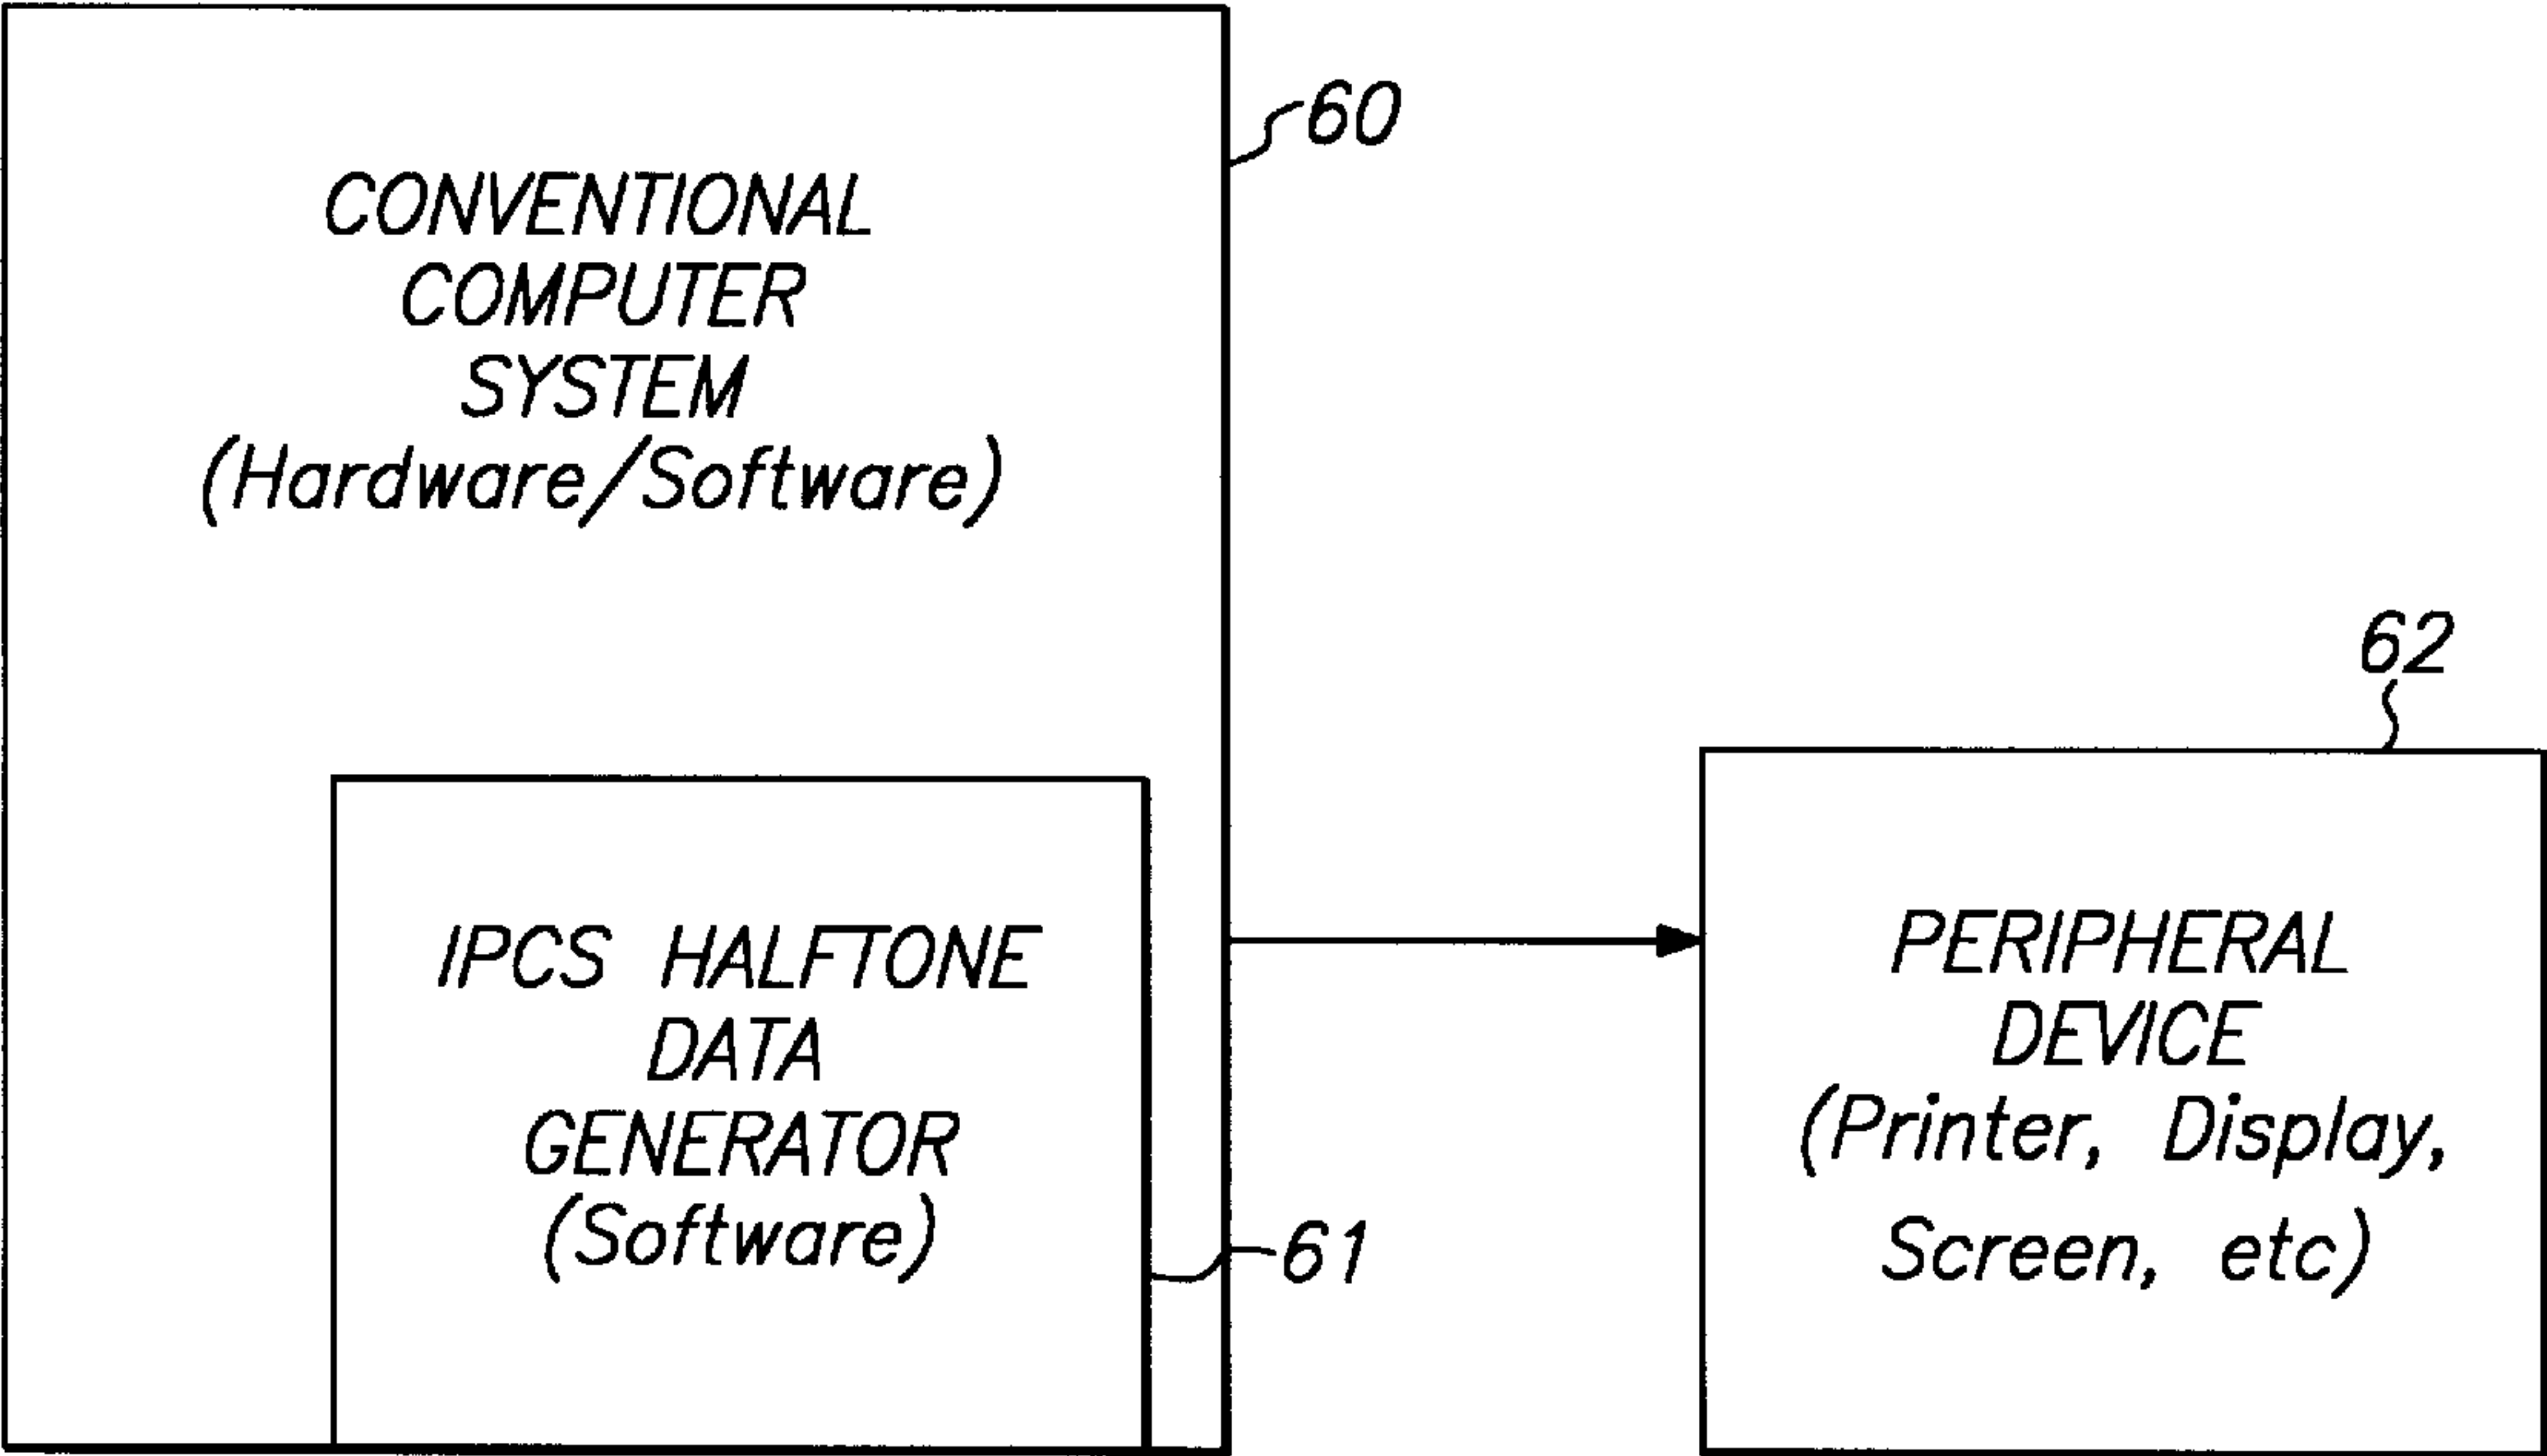 60
CONVENTIONAL
COMPUTER
SYSTEM
(Hardware/Software)
62
IPCS HALFTONE
DATA
GENERATOR
(Software)
61
PERIPHERAL
DEVICE
(Printer, Display,
Screen, etc)